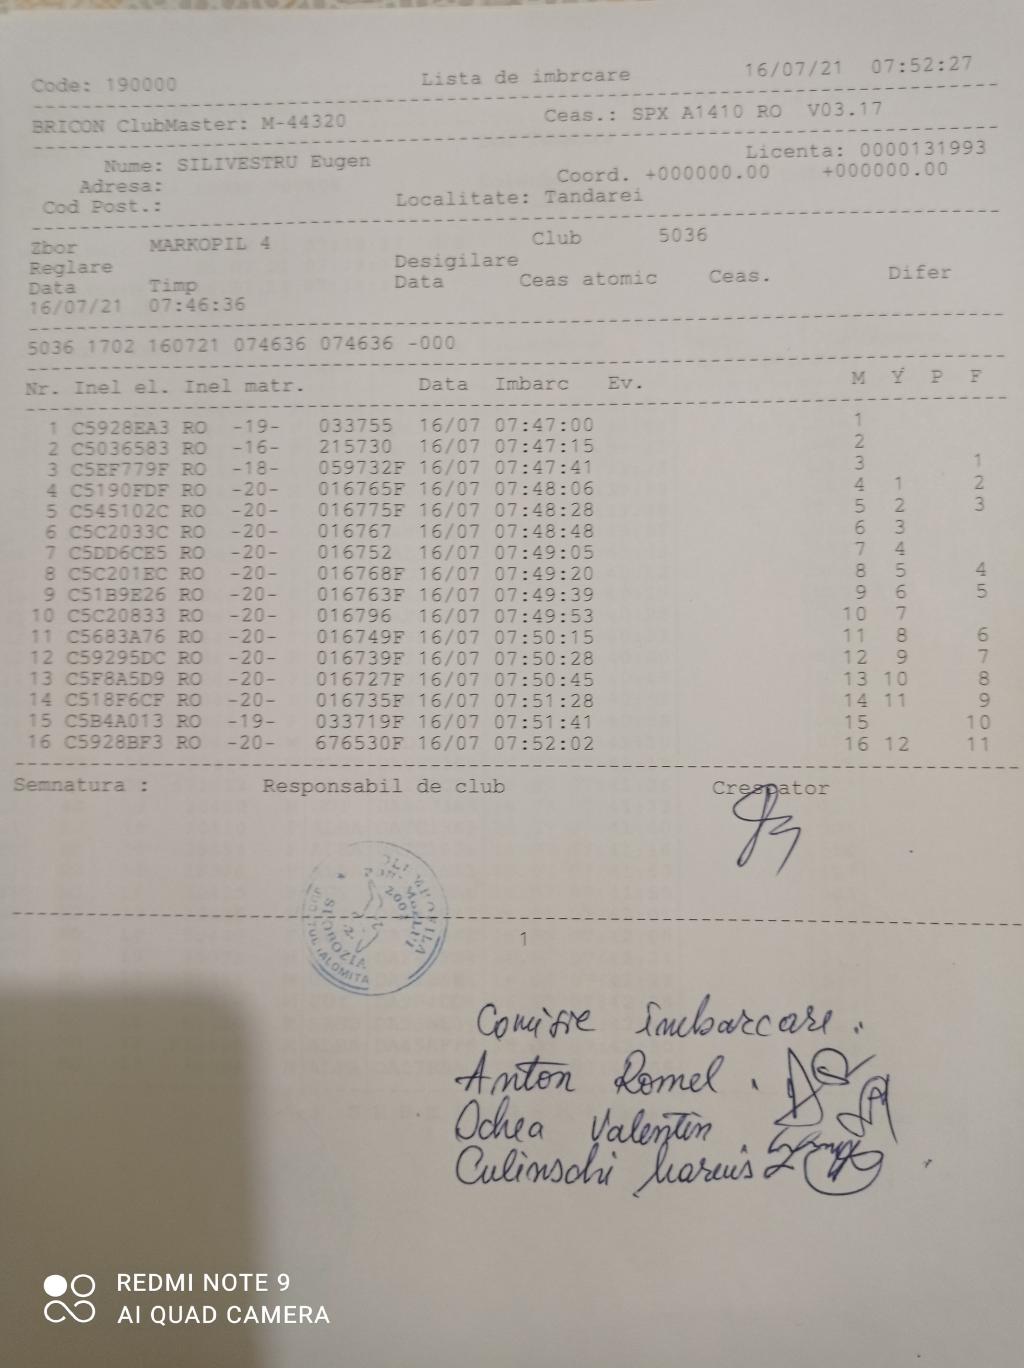 Code: 190000 Lista de imbrcare 16/07/21 07:52:27
BRICON ClubMaster: M-44320 Ceas.: SPX A1410 RO V03.17
Nume: SILIVESTRU Eugen Licenta: 0000131993
Adresa: Coord. +000000.00 +000000.00
Cod Post.: Localitate: Tandarei
Zbor MARKOPIL 4 Club 5036
Reglare Desigilare
Data Timp Data Ceas atomic Ceas. Difer
16/07/21 07:46:36
5036 1702 160721 074636 074636 -000
Nr. Inel el. Inel matr. Data Imbarc Ev. M Y P F
1 C5928EA3 RO -19- 033755 16/07 07:47:00 1
2 C5036583 RO -16- 215730 16/07 07:47:15 2
3 C5EF779F RO -18- 059732F 16/07 07:47:41 3 1
4 C5190FDF RO -20- 016765F 16/07 07:48:06 4 1 2
5 C545102C RO -20- 016775F 16/07 07:48:28 5 2 3
6 C5C2033C RO -20- 016767 16/07 07:48:48 6 3
7 C5DD6CE5 RO -20- 016752 16/07 07:49:05 7 4
8 C5C201EC RO -20- 016768F 16/07 07:49:20 8 5 4
9 C51B9E26 RO -20- 016763F 16/07 07:49:39 9 6 5
10 C5C20833 RO -20- 016796 16/07 07:49:53 10 7
11 C5683A76 RO -20- 016749F 16/07 07:50:15 11 8 6
12 C59295DC RO -20- 016739F 16/07 07:50:28 12 9 7
13 C5F8A5D9 RO -20- 016727F 16/07 07:50:45 13 10 8
14 C518F6CF RO -20- 016735F 16/07 07:51:28 14 11 9
15 C5B4A013 RO -19- 033719F 16/07 07:51:41 15 10
16 C5928BF3 RO -20- 676530F 16/07 07:52:02 16 12 11
Semnatura : Responsabil de club Crescator
SLOBOZIA
IALOMITA
1
Comisie îmbarcare.
Anton Romel.
Ochea Valentin
Culinschi Marius
REDMI NOTE 9
AI QUAD CAMERA